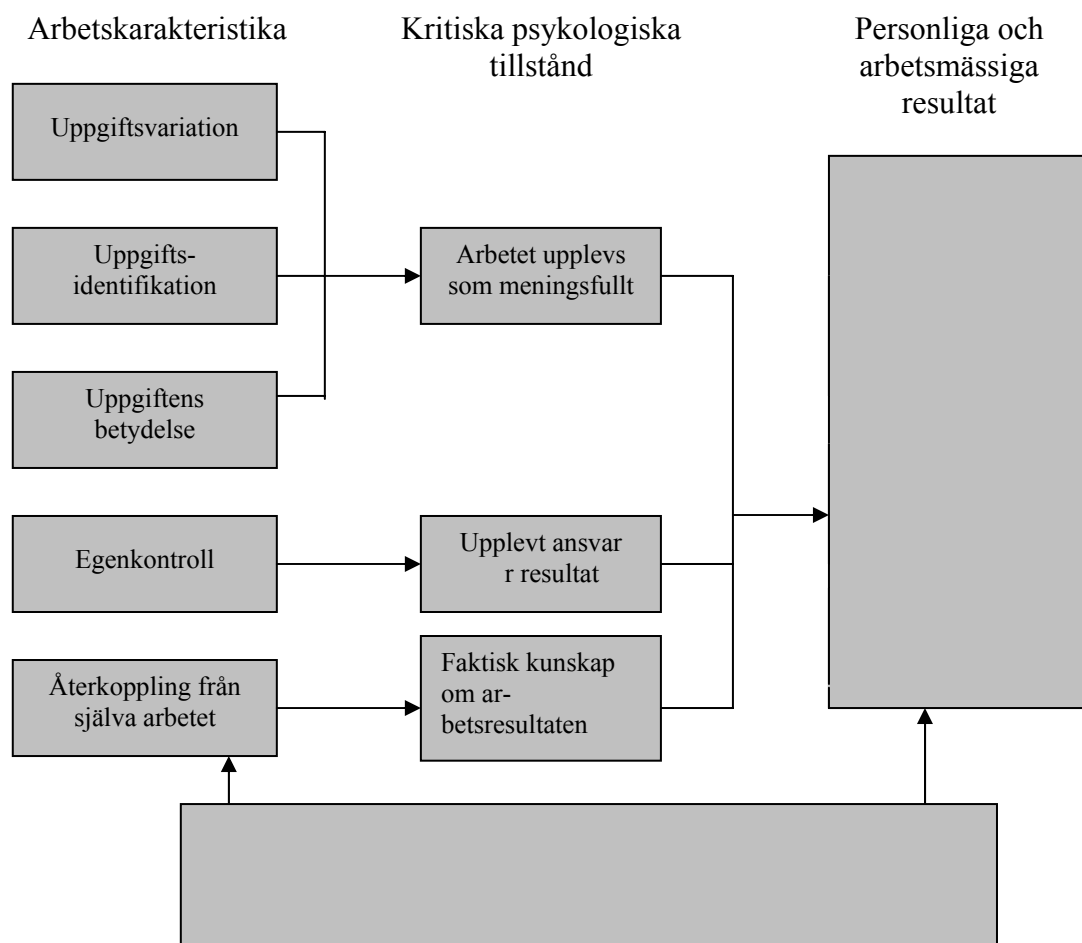 Arbetskarakteristika
Kritiska psykologiska
tillstånd
Personliga och
arbetsmässiga
resultat
Uppgiftsvariation
Uppgifts-
identifikation
Arbetet upplevs
som meningsfullt
Uppgiftens
betydelse
Egenkontroll
Upplevt ansvar
r resultat
Återkoppling från
själva arbetet
Faktisk kunskap
om ar-
betsresultaten